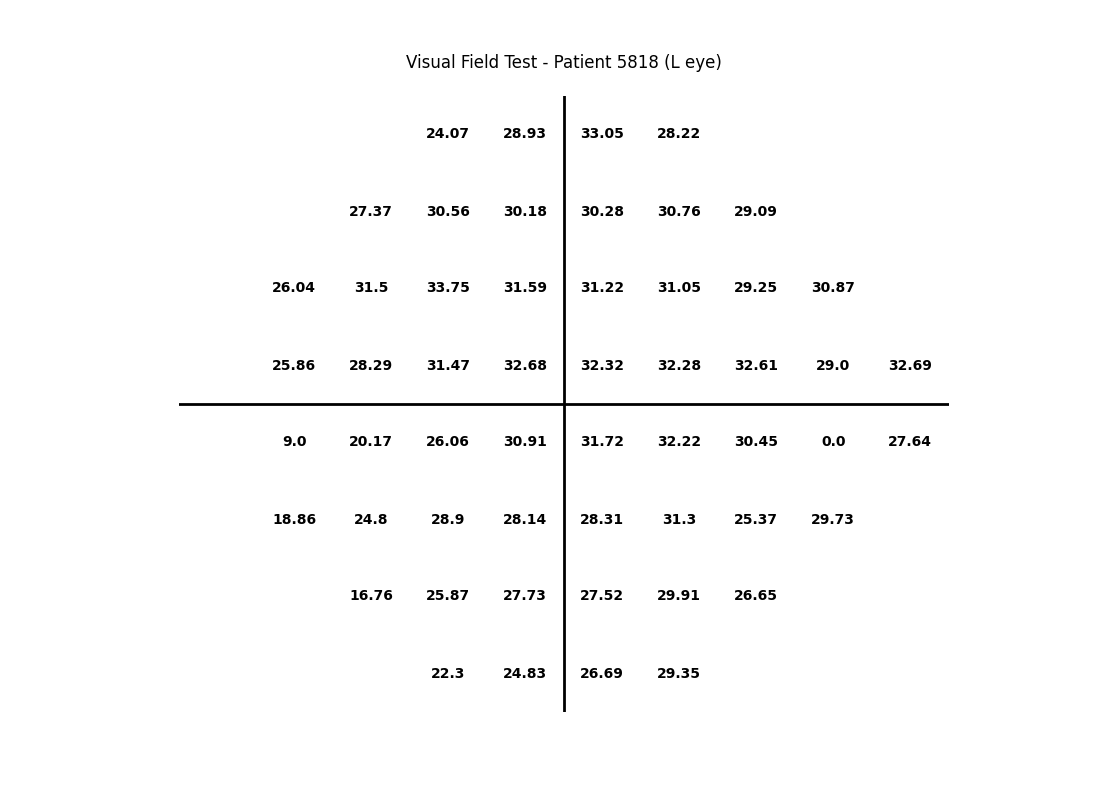 Visual Field Test - Patient 5818 (L eye)
24.07 28.93 33.05 28.22
27.37 30.56 30.18 30.28 30.76 29.09
26.04 31.5 33.75 31.59 31.22 31.05 29.25 30.87
25.86 28.29 31.47 32.68 32.32 32.28 32.61 29.0 32.69
9.0 20.17 26.06 30.91 31.72 32.22 30.45 0.0 27.64
18.86 24.8 28.9 28.14 28.31 31.3 25.37 29.73
16.76 25.87 27.73 27.52 29.91 26.65
22.3 24.83 26.69 29.35